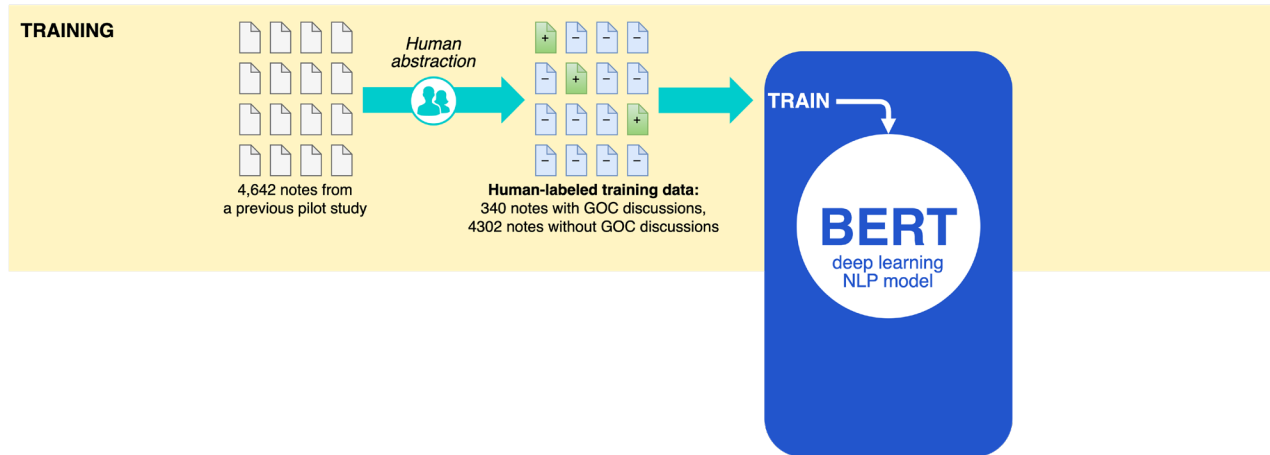 TRAINING
Human
abstraction
4,642 notes from
a previous pilot study
+ − − −
− + − −
− − − +
− − − −
Human-labeled training data:
340 notes with GOC discussions,
4302 notes without GOC discussions
TRAIN
BERT
deep learning
NLP model